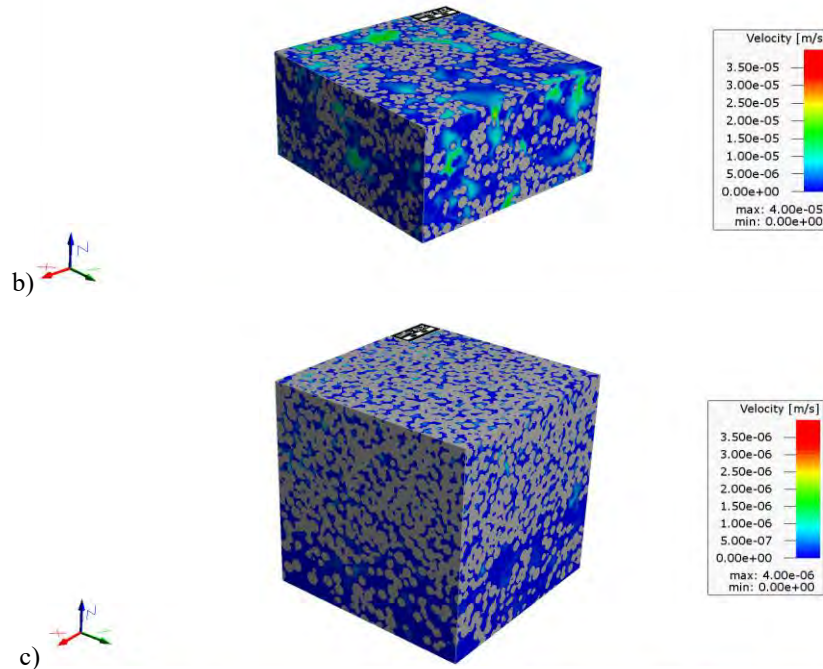 Velocity [m/s]
3.50e-05
3.00e-05
2.50e-05
2.00e-05
1.50e-05
1.00e-05
5.00e-06
0.00e+00
max: 4.00e-05
min: 0.00e+00
Z
X
b)
Velocity [m/s]
3.50e-06
3.00e-06
2.50e-06
2.00e-06
1.50e-06
1.00e-06
5.00e-07
0.00e+00
max: 4.00e-06
min: 0.00e+00
Z
X
c)